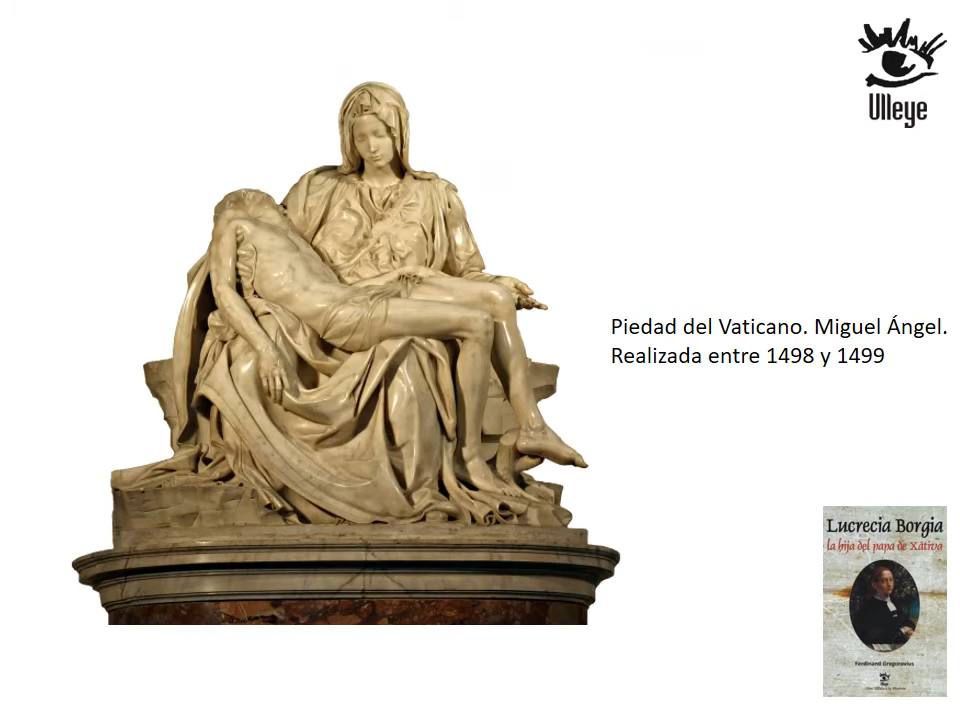 Ulleye
Piedad del Vaticano. Miguel Ángel.
Realizada entre 1498 y 1499
Lucrecia Borgia
la hija del papa de Xàtiva
Ferdinand Gregorovius
Ulleye